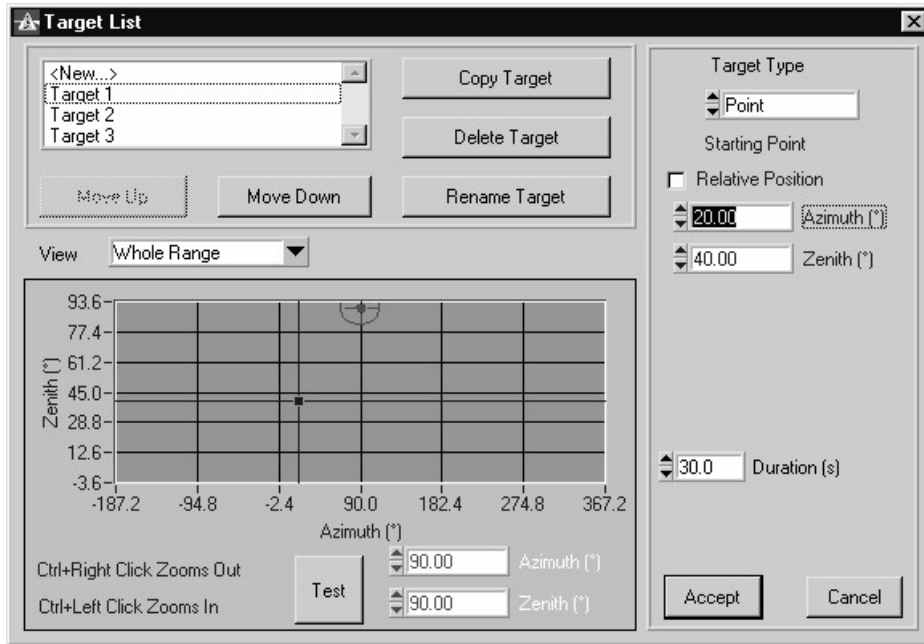 Target List
<New...>
Target 1
Target 2
Target 3
Copy Target
Delete Target
Move Up
Move Down
Rename Target
View
Whole Range
Zenith (°)
93.6
77.4
61.2
45.0
28.8
12.6
-3.6
-187.2 -94.8 -2.4 90.0 182.4 274.8 367.2
Azimuth (°)
Ctrl+Right Click Zooms Out
Ctrl+Left Click Zooms In
Test
90.00 Azimuth (°)
90.00 Zenith (°)
Target Type
Point
Starting Point
Relative Position
20.00 Azimuth (°)
40.00 Zenith (°)
30.0 Duration (s)
Accept
Cancel